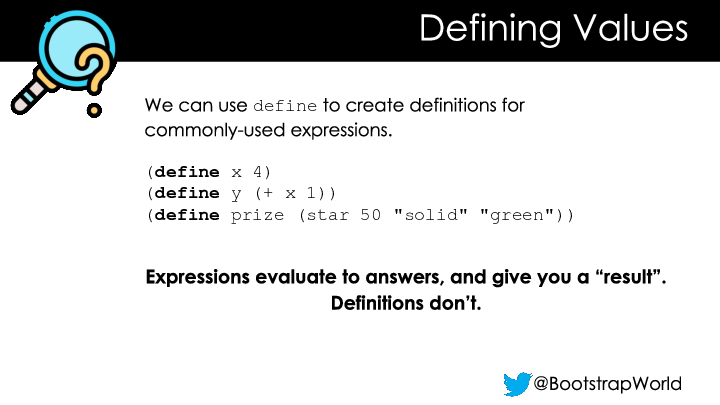 Defining Values
We can use define to create definitions for
commonly-used expressions.
(define x 4)
(define y (+ x 1))
(define prize (star 50 "solid" "green"))
Expressions evaluate to answers, and give you a “result”.
Definitions don’t.
@BootstrapWorld